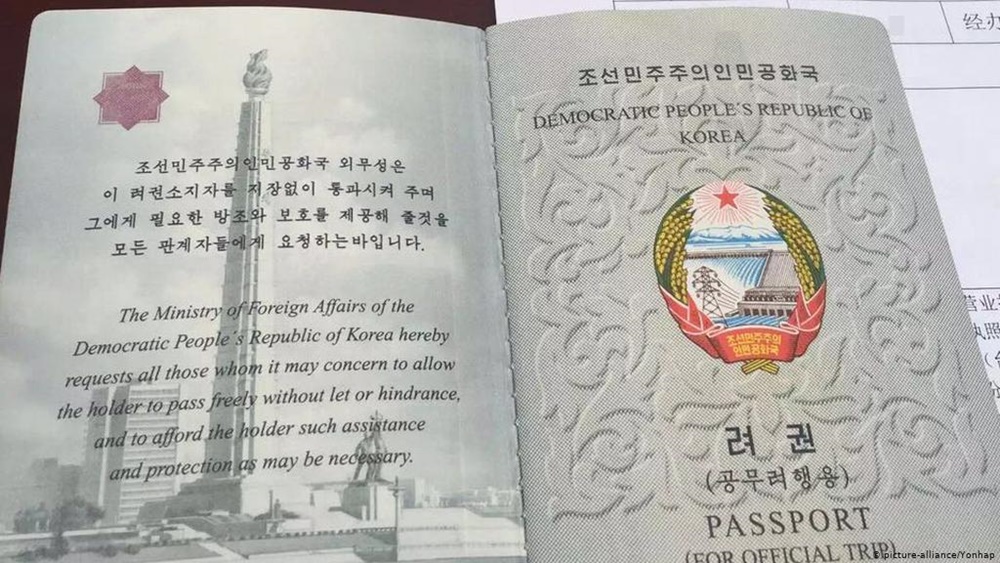 조선민주주의인민공화국 외무성은
이 려권소지자를 지장없이 통과시켜 주며
그에게 필요한 방조와 보호를 제공해 줄것을
모든 관계자들에게 요청하는바입니다.
The Ministry of Foreign Affairs of the
Democratic People´s Republic of Korea hereby
requests all those whom it may concern to allow
the holder to pass freely without let or hindrance,
and to afford the holder such assistance
and protection as may be necessary.
조선민주주의인민공화국
DEMOCRATIC PEOPLE´S REPUBLIC OF
KOREA
조선민주주의
인민공화국
려 권
(공무려행용)
PASSPORT
(FOR OFFICIAL TRIP)
经办
营业
执照
picture-alliance/Yonhap